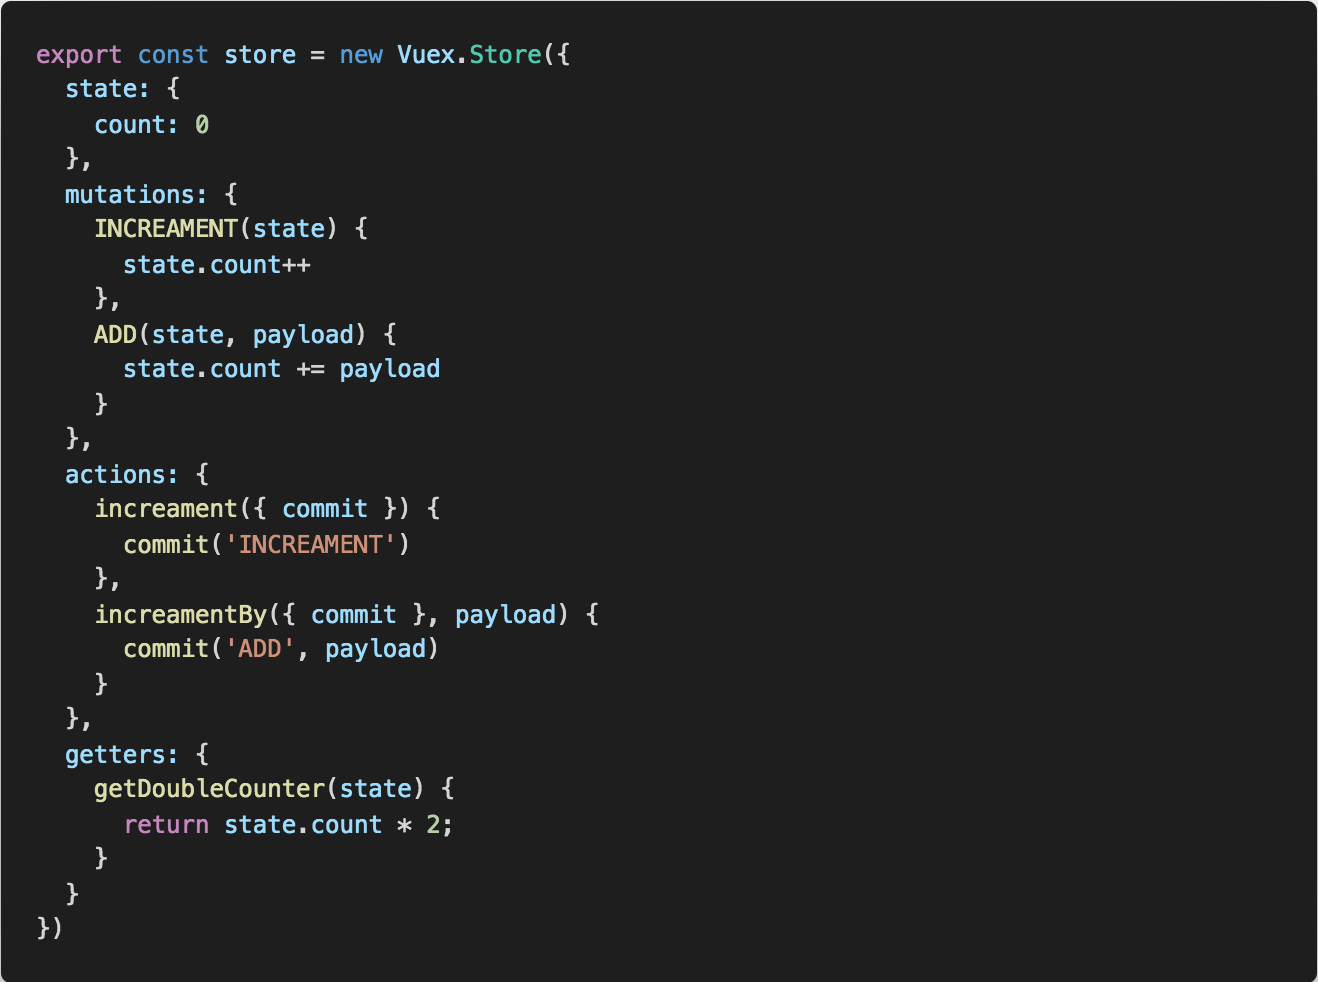 export const store = new Vuex.Store({
  state: {
    count: 0
  },
  mutations: {
    INCREAMENT(state) {
      state.count++
    },
    ADD(state, payload) {
      state.count += payload
    }
  },
  actions: {
    increament({ commit }) {
      commit('INCREAMENT')
    },
    increamentBy({ commit }, payload) {
      commit('ADD', payload)
    }
  },
  getters: {
    getDoubleCounter(state) {
      return state.count * 2;
    }
  }
})